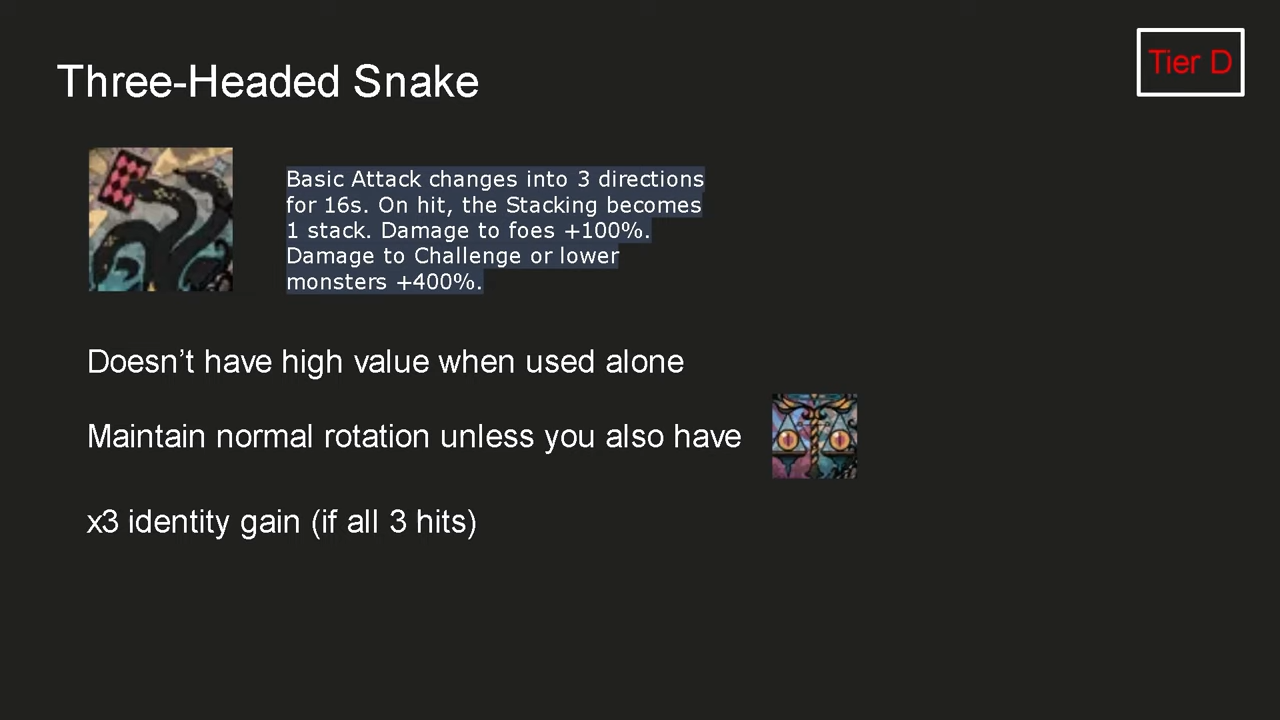 Tier D
Three-Headed Snake
Basic Attack changes into 3 directions
for 16s. On hit, the Stacking becomes
1 stack. Damage to foes +100%.
Damage to Challenge or lower
monsters +400%.
Doesn’t have high value when used alone
Maintain normal rotation unless you also have
x3 identity gain (if all 3 hits)